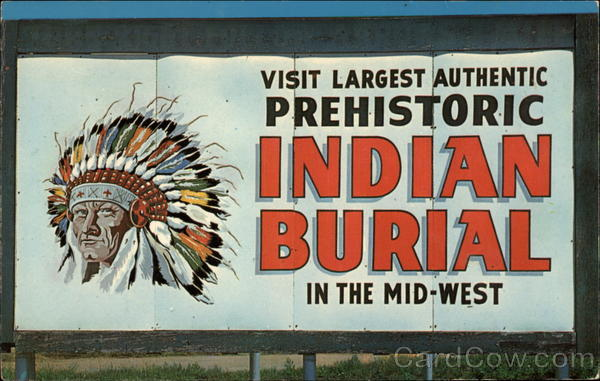 VISIT LARGEST AUTHENTIC
PREHISTORIC
INDIAN
BURIAL
IN THE MID-WEST
CardCow.com